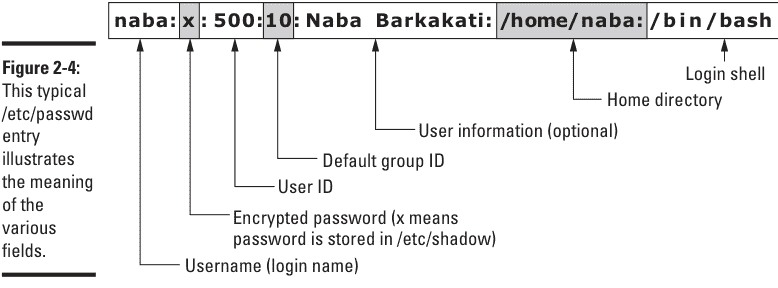 naba:x:500:10:Naba Barkakati:/home/naba:/bin/bash
Figure 2-4:
This typical
/etc/passwd
entry
illustrates
the meaning
of the
various
fields.
Login shell
Home directory
User information (optional)
Default group ID
User ID
Encrypted password (x means
password is stored in /etc/shadow)
Username (login name)